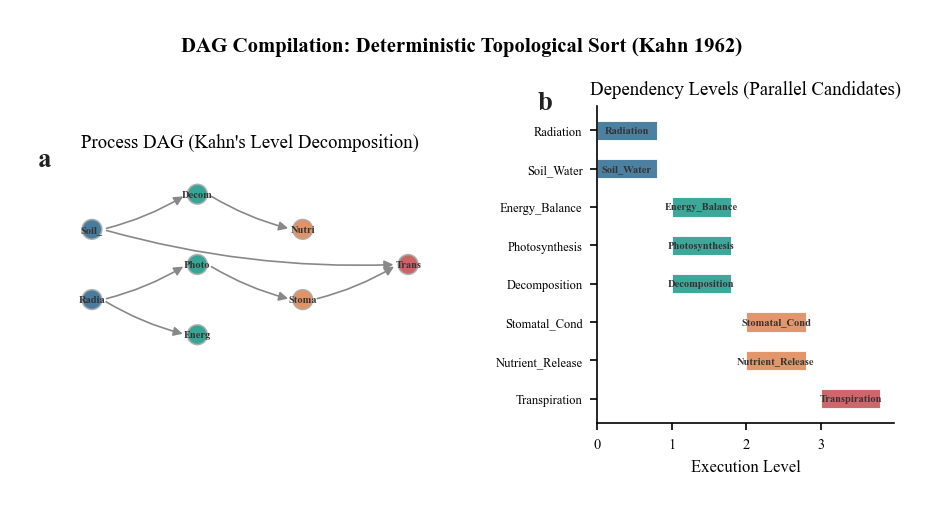 DAG Compilation: Deterministic Topological Sort (Kahn 1962)
a
Process DAG (Kahn's Level Decomposition)
Decom
Soil_
Nutri
Photo
Trans
Radia
Stoma
Energ
b
Dependency Levels (Parallel Candidates)
Radiation
Radiation
Soil_Water
Soil_Water
Energy_Balance
Energy_Balance
Photosynthesis
Photosynthesis
Decomposition
Decomposition
Stomatal_Cond
Stomatal_Cond
Nutrient_Release
Nutrient_Release
Transpiration
Transpiration
0 1 2 3
Execution Level